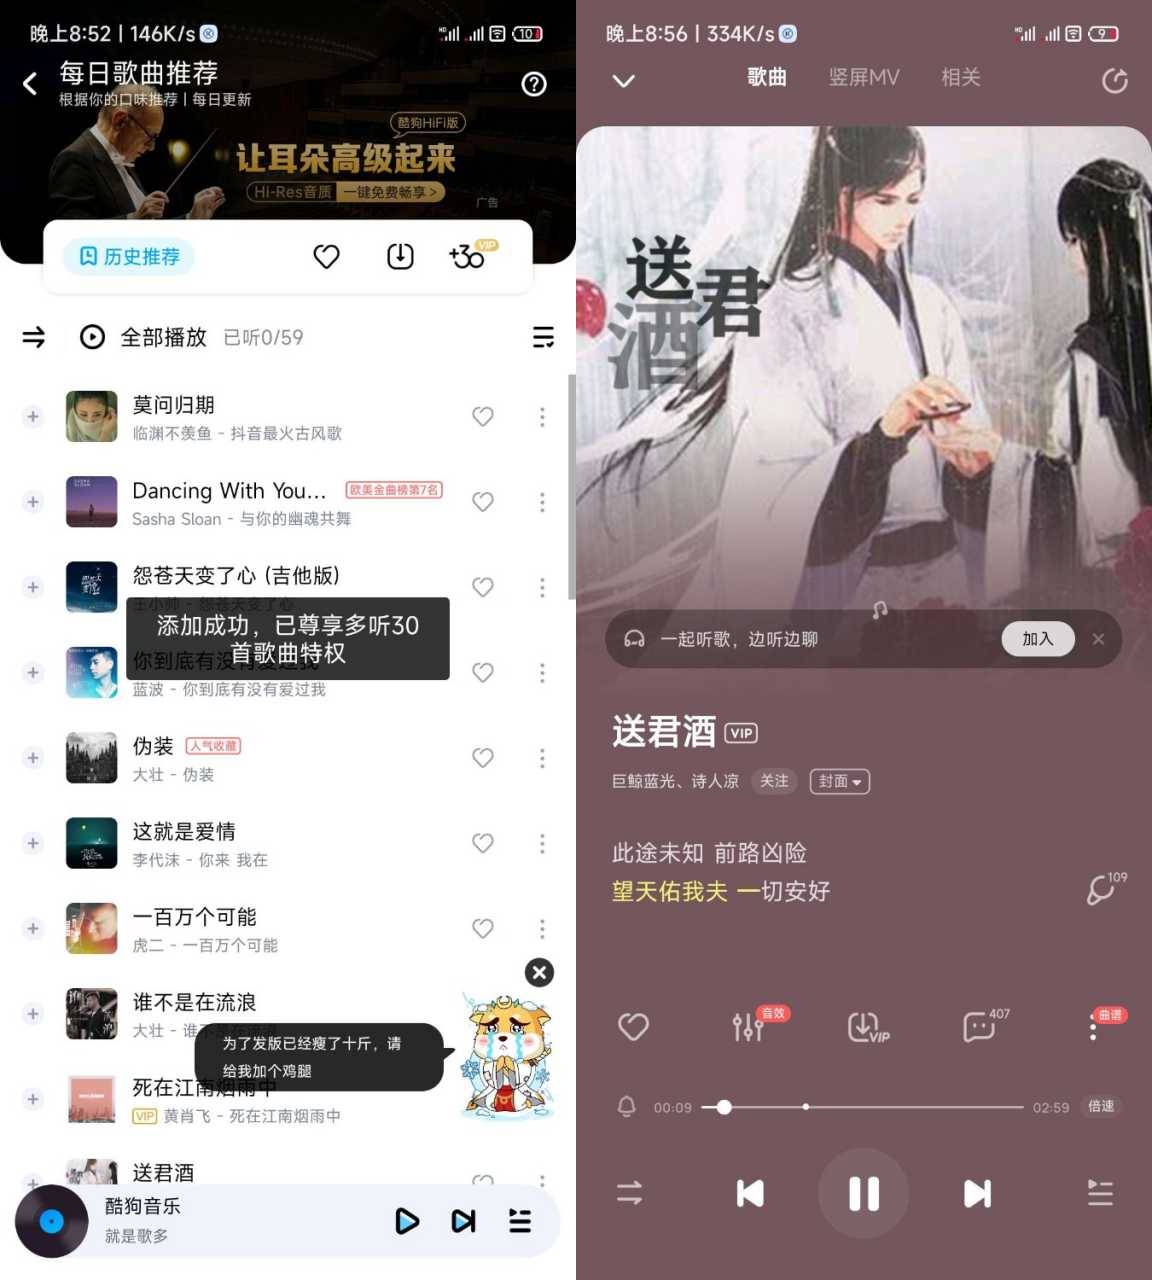 晚上8:52 | 146K/s
10
每日歌曲推荐
根据你的口味推荐 | 每日更新
酷狗HiFi版
让耳朵高级起来
Hi-Res音质 一键免费畅享 >
广告
历史推荐
+30 VIP
全部播放 已听0/59
莫问归期
临渊不羡鱼 - 抖音最火古风歌
Dancing With You... 欧美金曲榜第7名
Sasha Sloan - 与你的幽魂共舞
怨苍天变了心 (吉他版)
王小帅 - 怨苍天变了心
添加成功，已尊享多听30
首歌曲特权
你到底有没有爱过我
蓝波 - 你到底有没有爱过我
伪装 人气收藏
大壮 - 伪装
这就是爱情
李代沫 - 你来 我在
一百万个可能
虎二 - 一百万个可能
谁不是在流浪
大壮 - 谁不是在流浪
为了发版已经瘦了十斤，请
给我加个鸡腿
死在江南烟雨中
VIP 黄肖飞 - 死在江南烟雨中
送君酒
酷狗音乐
就是歌多
晚上8:56 | 334K/s
9
歌曲 竖屏MV 相关
送君酒
一起听歌，边听边聊 加入
送君酒 VIP
巨鲸蓝光、诗人凉 关注 封面
此途未知 前路凶险
望天佑我夫 一切安好
109
音效 VIP 407 曲谱
00:09 02:59 倍速